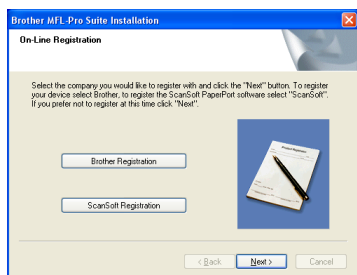 Brother MFL-Pro Suite Installation
On-Line Registration
Select the company you would like to register with and click the "Next" button. To register
your device select Brother, to register the ScanSoft PaperPort software select "ScanSoft".
If you prefer not to register at this time click "Next".
Brother Registration
ScanSoft Registration
< Back
Next >
Cancel